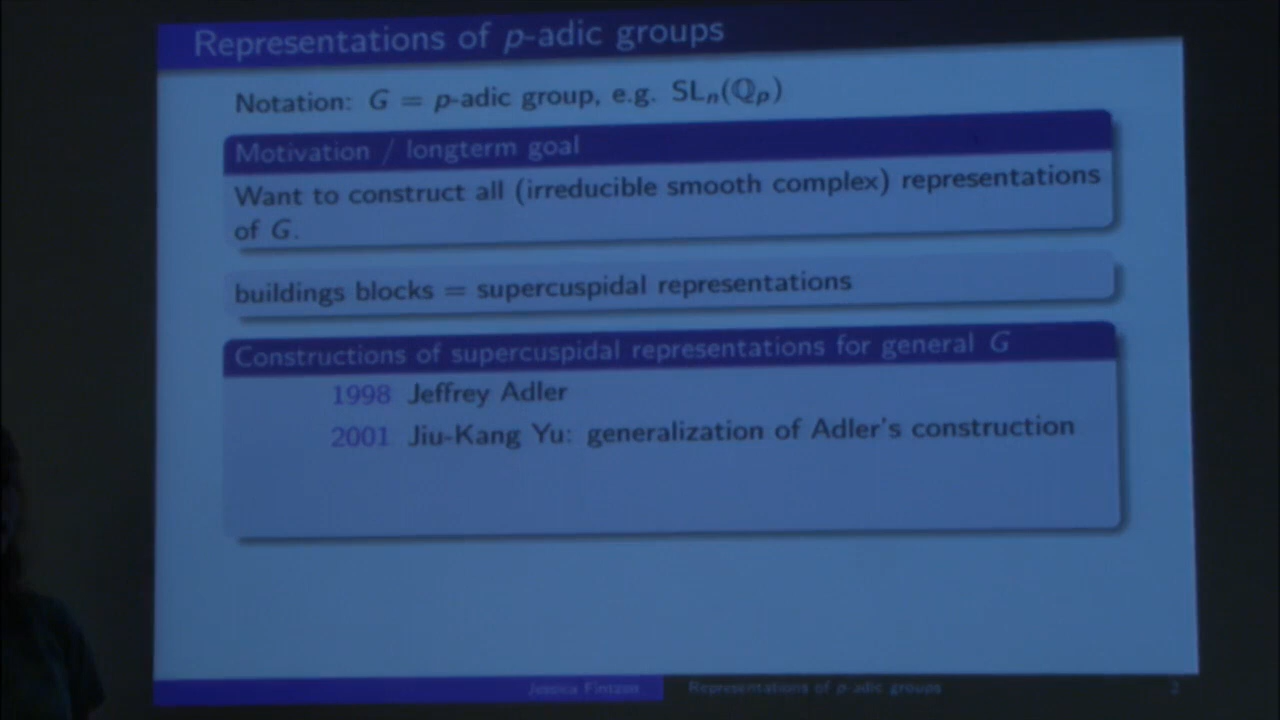 Representations of p-adic groups
Notation: G = p-adic group, e.g. SLₙ(ℚₚ)
Motivation / longterm goal
Want to construct all (irreducible smooth complex) representations
of G.
buildings blocks = supercuspidal representations
Constructions of supercuspidal representations for general G
1998 Jeffrey Adler
2001 Jiu-Kang Yu: generalization of Adler's construction
Jessica Fintzen Representations of p-adic groups 2